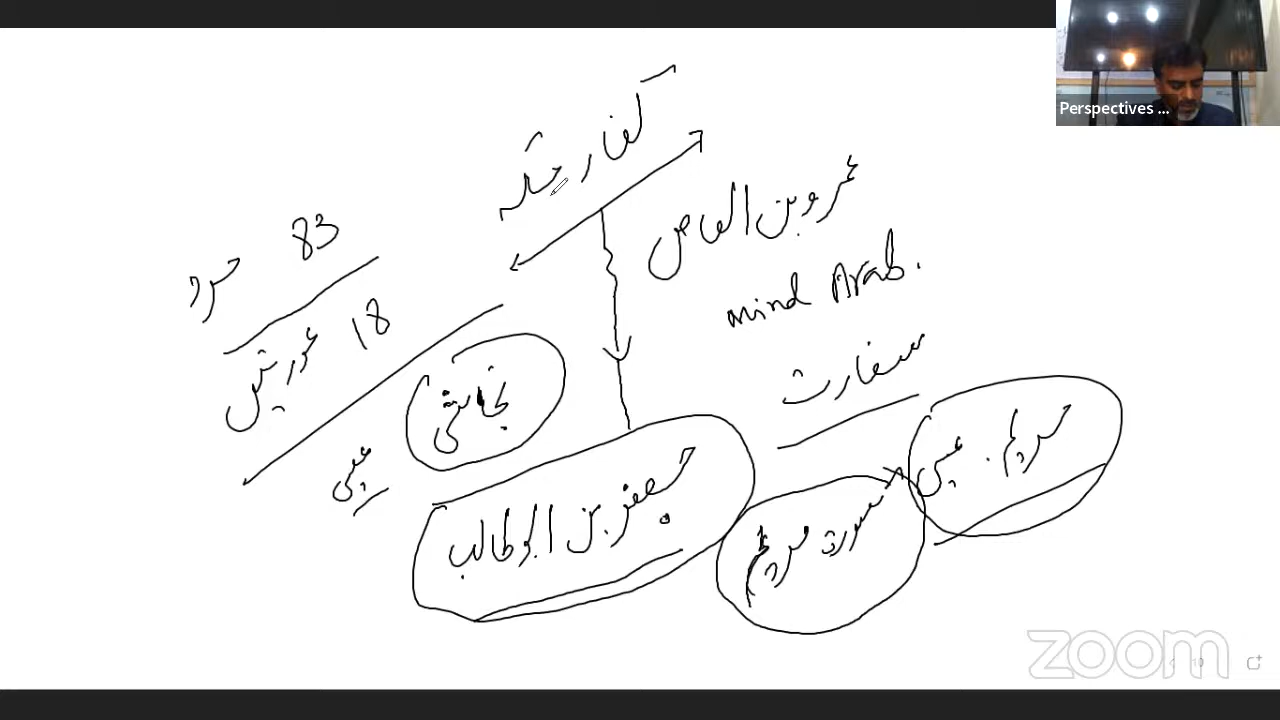 کفار مکہ
عمرو بن العاص
mind Arab.
سفارت
83 مرد
18 عورتیں
نجاشی
عیسیٰ
جعفر بن ابو طالب
سورت مریم
مریم . عیسیٰ
Perspectives ...
zoom